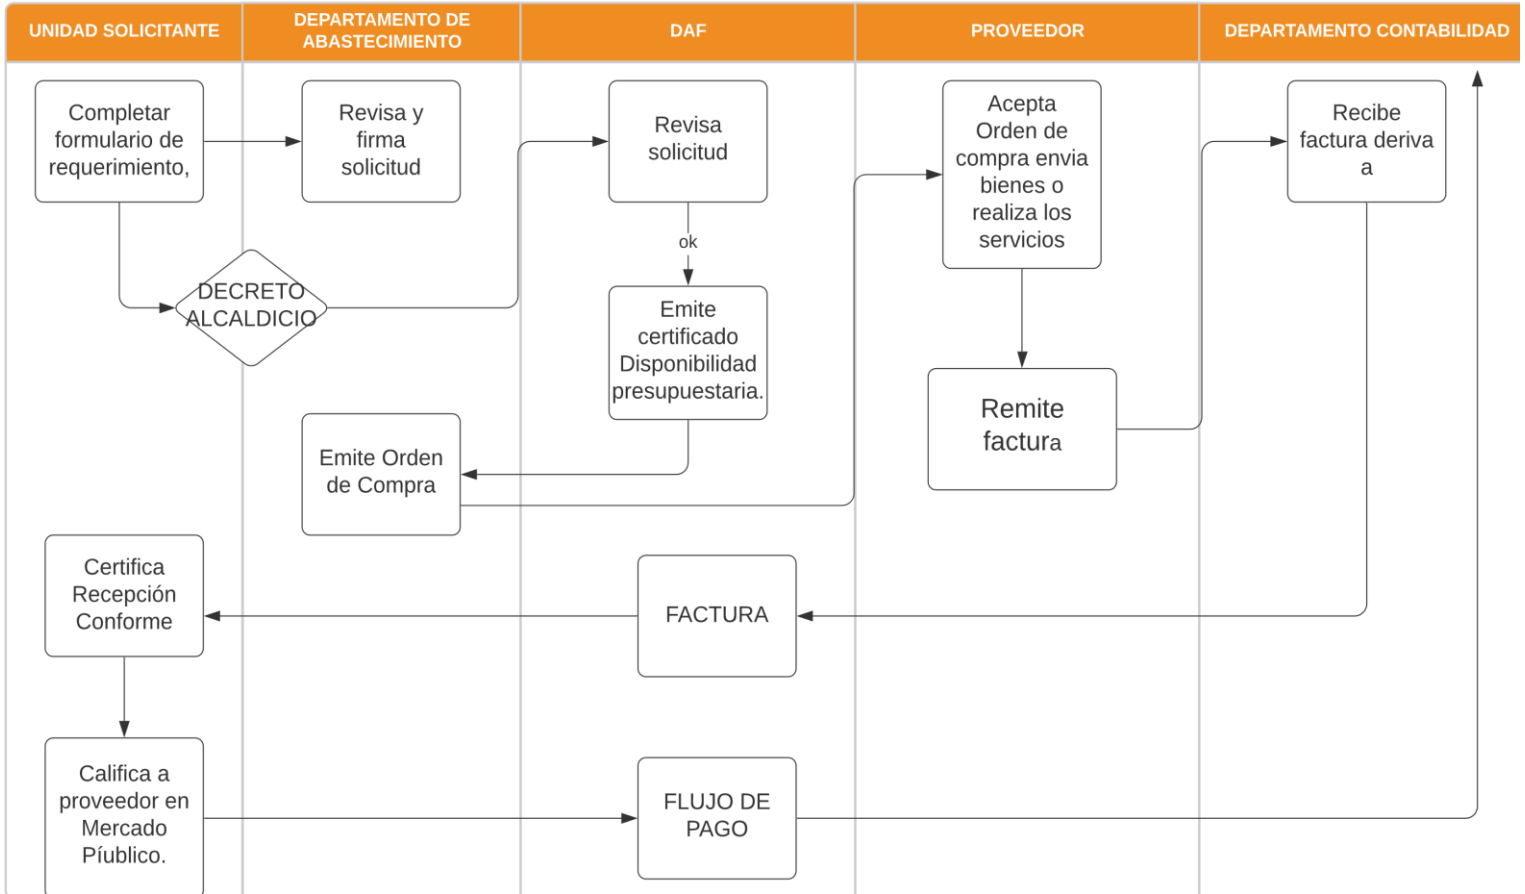 UNIDAD SOLICITANTE
DEPARTAMENTO DE
ABASTECIMIENTO
DAF
PROVEEDOR
DEPARTAMENTO CONTABILIDAD
Completar
formulario de
requerimiento,
Revisa y
firma
solicitud
Revisa
solicitud
Acepta
Orden de
compra envia
bienes o
realiza los
servicios
Recibe
factura deriva
a
ok
DECRETO
ALCALDICIO
Emite
certificado
Disponibilidad
presupuestaria.
Remite
factura
Emite Orden
de Compra
Certifica
Recepción
Conforme
FACTURA
Califica a
proveedor en
Mercado
Píublico.
FLUJO DE
PAGO